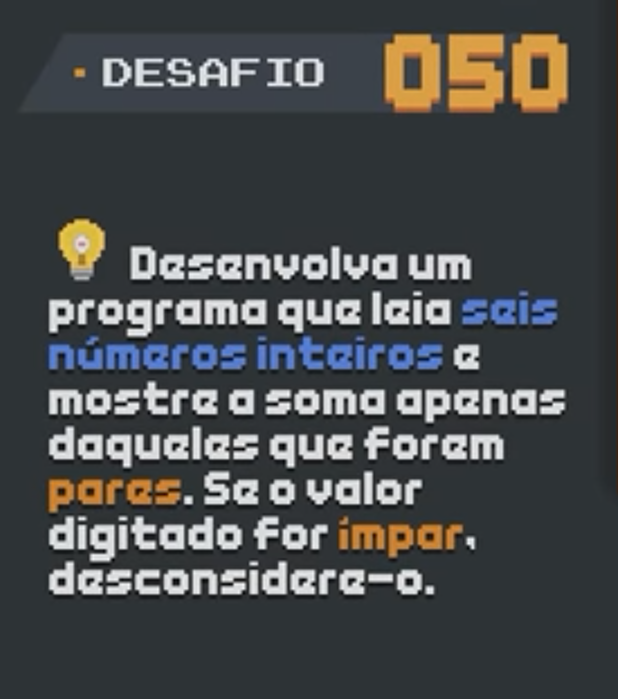 DESAFIO 050
Desenvolva um
programa que leia seis
números inteiros e
mostre a soma apenas
daqueles que forem
pares. Se o valor
digitado for ímpar,
desconsidere-o.